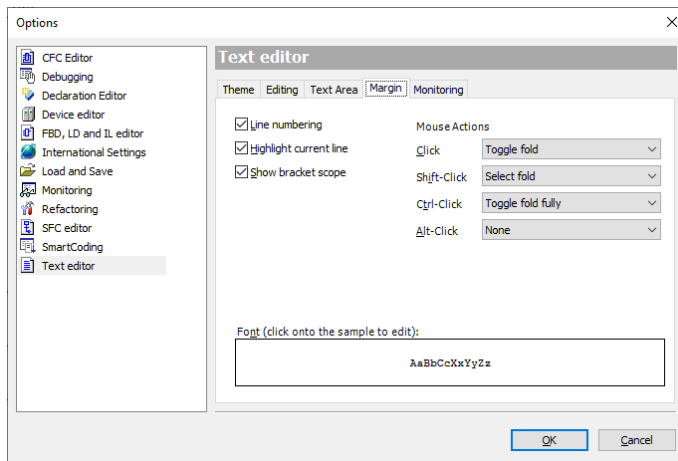 Options
CFC Editor
Debugging
Declaration Editor
Device editor
FBD, LD and IL editor
International Settings
Load and Save
Monitoring
Refactoring
SFC editor
SmartCoding
Text editor
Text editor
Theme Editing Text Area Margin Monitoring
Line numbering
Highlight current line
Show bracket scope
Mouse Actions
Click Toggle fold
Shift-Click Select fold
Ctrl-Click Toggle fold fully
Alt-Click None
Font (click onto the sample to edit):
AaBbCcXxYyZz
OK Cancel